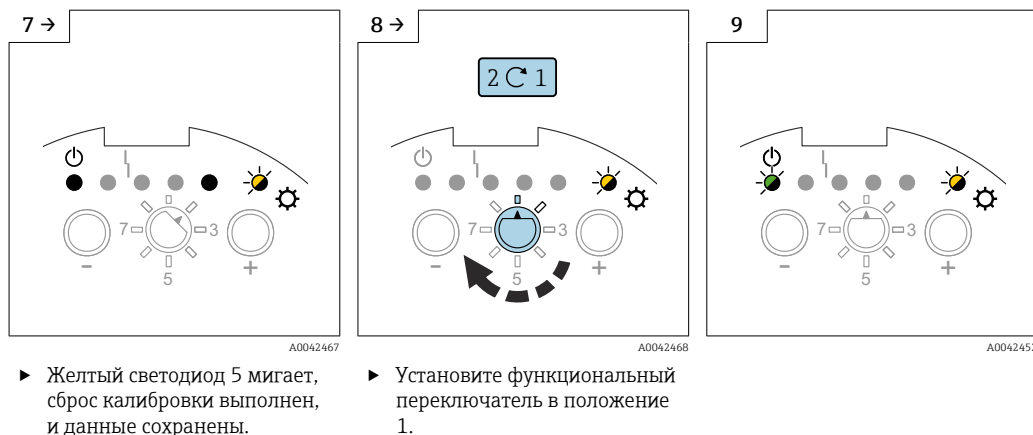 7 →
8 →
9
2 1
7 3
5
- +
7 3
5
- +
7 3
5
- +
A0042467
A0042468
A0042452
▶ Желтый светодиод 5 мигает,
сброс калибровки выполнен,
и данные сохранены.
▶ Установите функциональный
переключатель в положение
1.